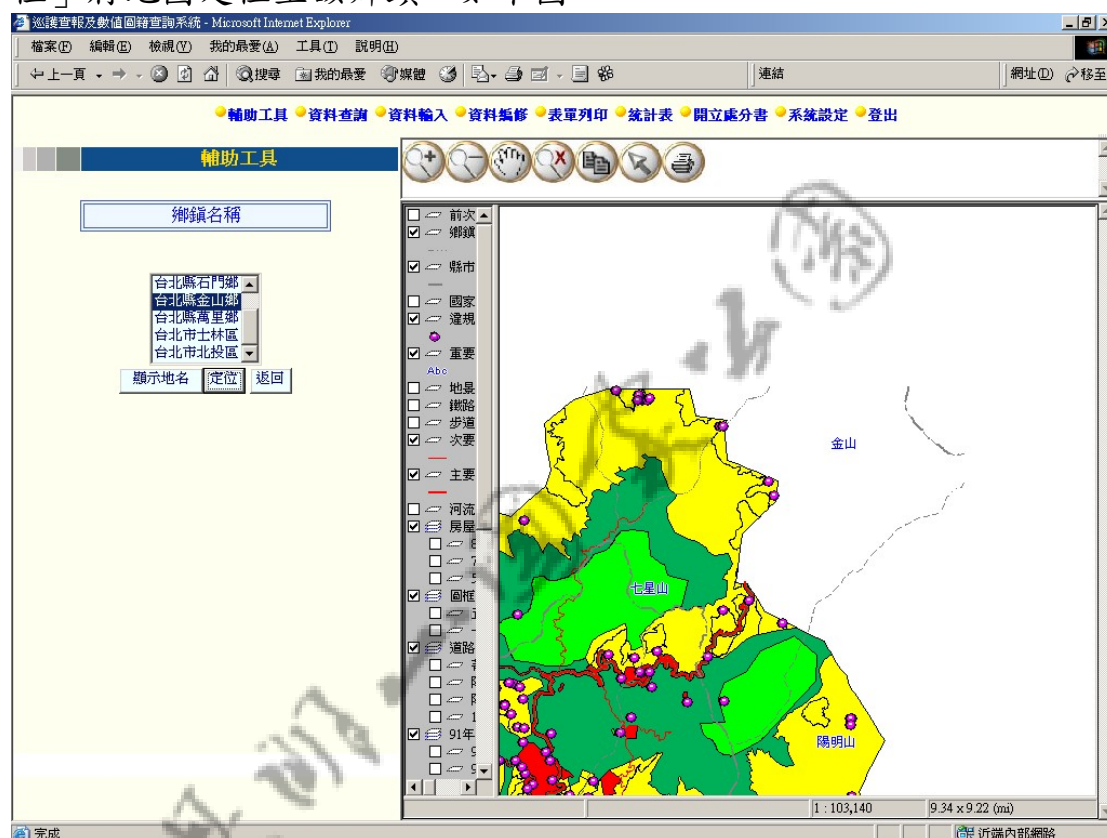 巡護查報及數值圖籍查詢系統 - Microsoft Internet Explorer
檔案(F) 編輯(E) 檢視(V) 我的最愛(A) 工具(T) 說明(H)
上一頁 搜尋 我的最愛 媒體 連結 網址(D) 移至
輔助工具 資料查詢 資料輸入 資料編修 表單列印 統計表 開立處分書 系統設定 登出
輔助工具
鄉鎮名稱
台北縣石門鄉
台北縣金山鄉
台北縣萬里鄉
台北市士林區
台北市北投區
顯示地名 定位 返回
前次
鄉鎮
縣市
國家
違規
重要
Abc
地景
鐵路
步道
次要
主要
河流
房屋
8
7
5
圖框
五
一
道路
1
91年
9
9
金山
七星山
陽明山
1 : 103,140 9.34 x 9.22 (mi)
完成 近端內部網路